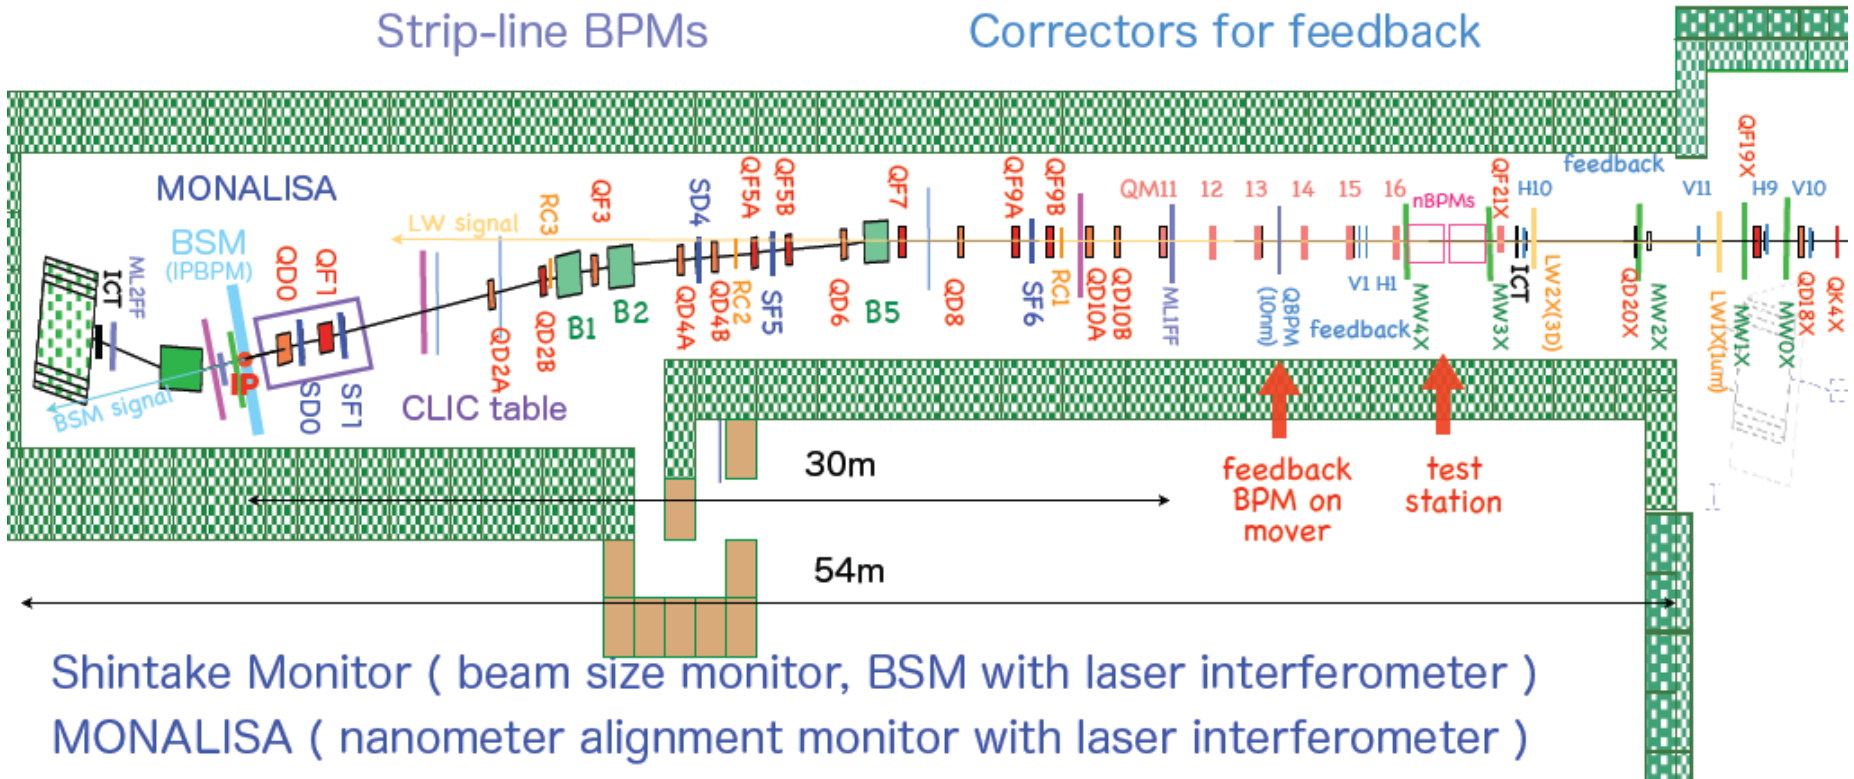 Strip-line BPMs
Correctors for feedback
MONALISA
BSM
(IPBPM)
ICT
ML2FF
QD0
QF1
IP
SD0
SF1
BSM signal
CLIC table
LW signal
QD2A
RC3
QD2B
B1
QF3
B2
SD4
QD4A
QD4B
RC2
QF5A
SF5
QF5B
QD6
B5
QF7
QD8
QF9A
SF6
QF9B
RC1
QD10A
QD10B
QM11
ML1FF
12
13
QBPM
(10nm)
14
15
V1 H1
feedback
16
nBPMs
MW4X
MW3X
QF21X
ICT
H10
LW2X(3D)
feedback
QD20X
MW2X
V11
LW1X(1um)
MW1X
QF19X
H9
MW0X
V10
QD18X
QK4X
feedback
BPM on
mover
test
station
30m
54m
Shintake Monitor ( beam size monitor, BSM with laser interferometer )
MONALISA ( nanometer alignment monitor with laser interferometer )